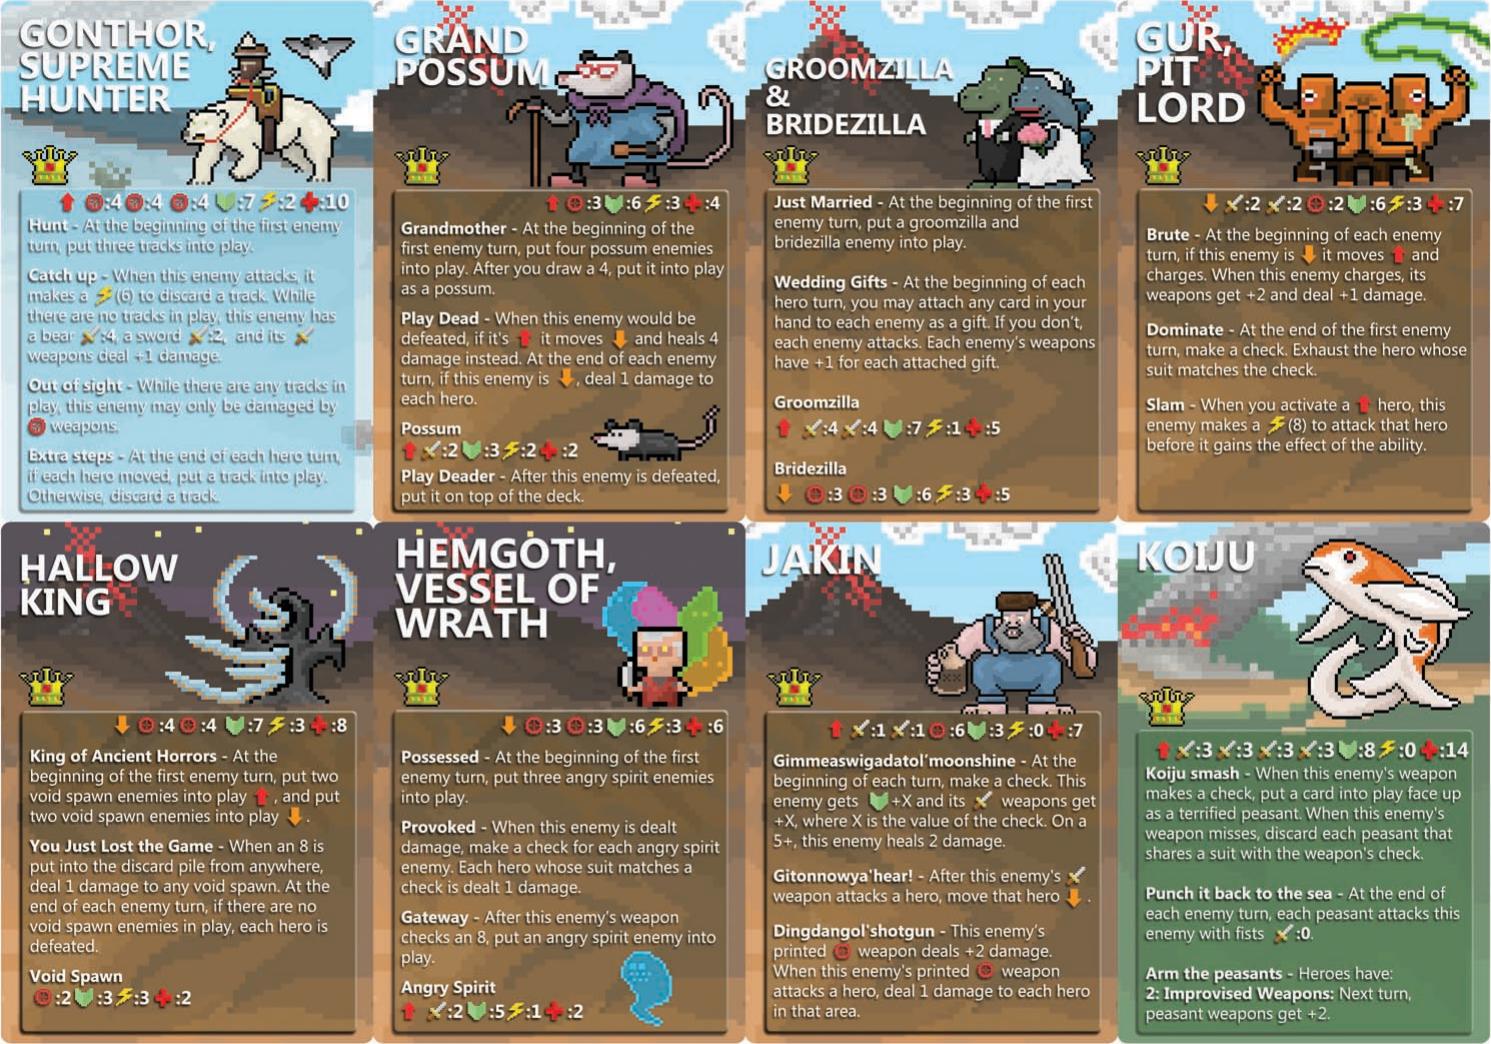 GONTHOR,
SUPREME
HUNTER
:4 :4 :4 :7 :2 :10
Hunt - At the beginning of the first enemy
turn, put three tracks into play.
Catch up - When this enemy attacks, it
makes a (6) to discard a track. While
there are no tracks in play, this enemy has
a bear :4, a sword :2, and its
weapons deal +1 damage.
Out of sight - While there are any tracks in
play, this enemy may only be damaged by
weapons.
Extra steps - At the end of each hero turn,
if each hero moved, put a track into play.
Otherwise, discard a track.
GRAND
POSSUM
:3 :6 :3 :4
Grandmother - At the beginning of the
first enemy turn, put four possum enemies
into play. After you draw a 4, put it into play
as a possum.
Play Dead - When this enemy would be
defeated, if it's it moves and heals 4
damage instead. At the end of each enemy
turn, if this enemy is , deal 1 damage to
each hero.
Possum
:2 :3 :2 :2
Play Deader - After this enemy is defeated,
put it on top of the deck.
GROOMZILLA
&
BRIDEZILLA
Just Married - At the beginning of the first
enemy turn, put a groomzilla and
bridezilla enemy into play.
Wedding Gifts - At the beginning of each
hero turn, you may attach any card in your
hand to each enemy as a gift. If you don't,
each enemy attacks. Each enemy's weapons
have +1 for each attached gift.
Groomzilla
:4 :4 :7 :1 :5
Bridezilla
:3 :3 :6 :3 :5
GUR,
PIT
LORD
:2 :2 :2 :6 :3 :7
Brute - At the beginning of each enemy
turn, if this enemy is it moves and
charges. When this enemy charges, its
weapons get +2 and deal +1 damage.
Dominate - At the end of the first enemy
turn, make a check. Exhaust the hero whose
suit matches the check.
Slam - When you activate a hero, this
enemy makes a (8) to attack that hero
before it gains the effect of the ability.
HALLOW
KING
:4 :4 :7 :3 :8
King of Ancient Horrors - At the
beginning of the first enemy turn, put two
void spawn enemies into play , and put
two void spawn enemies into play .
You Just Lost the Game - When an 8 is
put into the discard pile from anywhere,
deal 1 damage to any void spawn. At the
end of each enemy turn, if there are no
void spawn enemies in play, each hero is
defeated.
Void Spawn
:2 :3 :3 :2
HEMGOTH,
VESSEL OF
WRATH
:3 :3 :6 :3 :6
Possessed - At the beginning of the first
enemy turn, put three angry spirit enemies
into play.
Provoked - When this enemy is dealt
damage, make a check for each angry spirit
enemy. Each hero whose suit matches a
check is dealt 1 damage.
Gateway - After this enemy's weapon
checks an 8, put an angry spirit enemy into
play.
Angry Spirit
:2 :5 :1 :2
JAKIN
:1 :1 :6 :3 :0 :7
Gimmeaswigadatol'moonshine - At the
beginning of each turn, make a check. This
enemy gets +X and its weapons get
+X, where X is the value of the check. On a
5+, this enemy heals 2 damage.
Gitonnowya'hear! - After this enemy's
weapon attacks a hero, move that hero .
Dingdangol'shotgun - This enemy's
printed weapon deals +2 damage.
When this enemy's printed weapon
attacks a hero, deal 1 damage to each hero
in that area.
KOIJU
:3 :3 :3 :3 :8 :0 :14
Koiju smash - When this enemy's weapon
makes a check, put a card into play face up
as a terrified peasant. When this enemy's
weapon misses, discard each peasant that
shares a suit with the weapon's check.
Punch it back to the sea - At the end of
each enemy turn, each peasant attacks this
enemy with fists :0.
Arm the peasants - Heroes have:
2: Improvised Weapons: Next turn,
peasant weapons get +2.